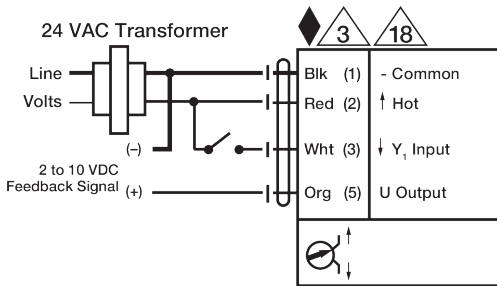 24 VAC Transformer
3 18
Line
Volts
Blk (1) - Common
Red (2) ↑ Hot
(–)
Wht (3) ↓ Y₁ Input
2 to 10 VDC
Feedback Signal (+)
Org (5) U Output